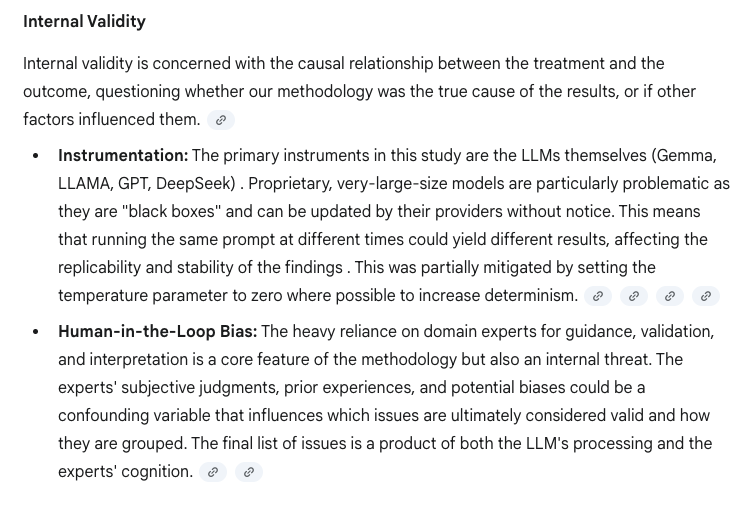 Internal Validity
Internal validity is concerned with the causal relationship between the treatment and the
outcome, questioning whether our methodology was the true cause of the results, or if other
factors influenced them.
• Instrumentation: The primary instruments in this study are the LLMs themselves (Gemma,
LLAMA, GPT, DeepSeek) . Proprietary, very-large-size models are particularly problematic as
they are "black boxes" and can be updated by their providers without notice. This means
that running the same prompt at different times could yield different results, affecting the
replicability and stability of the findings . This was partially mitigated by setting the
temperature parameter to zero where possible to increase determinism.
• Human-in-the-Loop Bias: The heavy reliance on domain experts for guidance, validation,
and interpretation is a core feature of the methodology but also an internal threat. The
experts' subjective judgments, prior experiences, and potential biases could be a
confounding variable that influences which issues are ultimately considered valid and how
they are grouped. The final list of issues is a product of both the LLM's processing and the
experts' cognition.